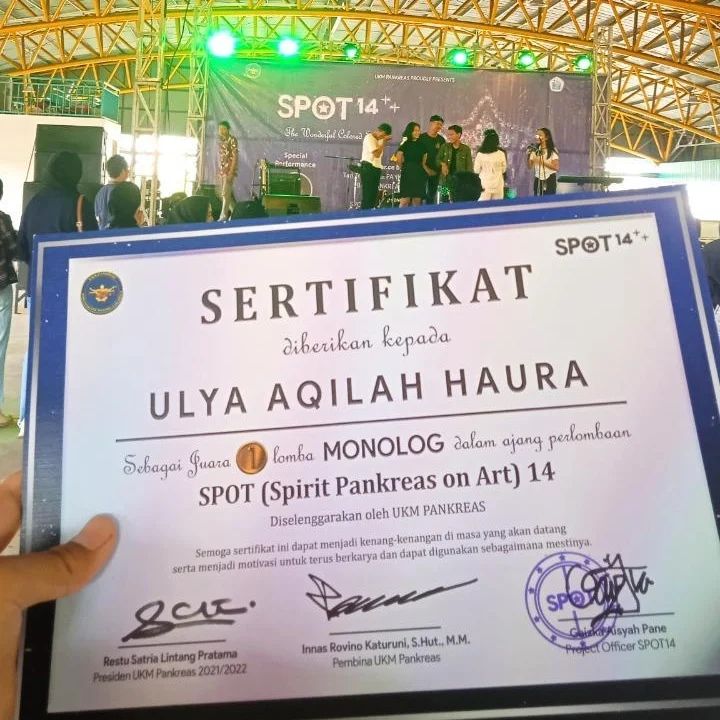 UKM PANKREAS PROUDLY PRESENTS
SPOT 14++
The Wonderful Colored
Special
Performance
SPOT 14++
SERTIFIKAT
diberikan kepada
ULYA AQILAH HAURA
Sebagai Juara 1 lomba MONOLOG dalam ajang perlombaan
SPOT (Spirit Pankreas on Art) 14
Diselenggarakan oleh UKM PANKREAS
Semoga sertifikat ini dapat menjadi kenang-kenangan di masa yang akan datang
serta menjadi motivasi untuk terus berkarya dan dapat digunakan sebagaimana mestinya.
Restu Satria Lintang Pratama
Presiden UKM Pankreas 2021/2022
Innas Rovino Katuruni, S.Hut., M.M.
Pembina UKM Pankreas
SPOT
Aisyah Pane
Project Officer SPOT14